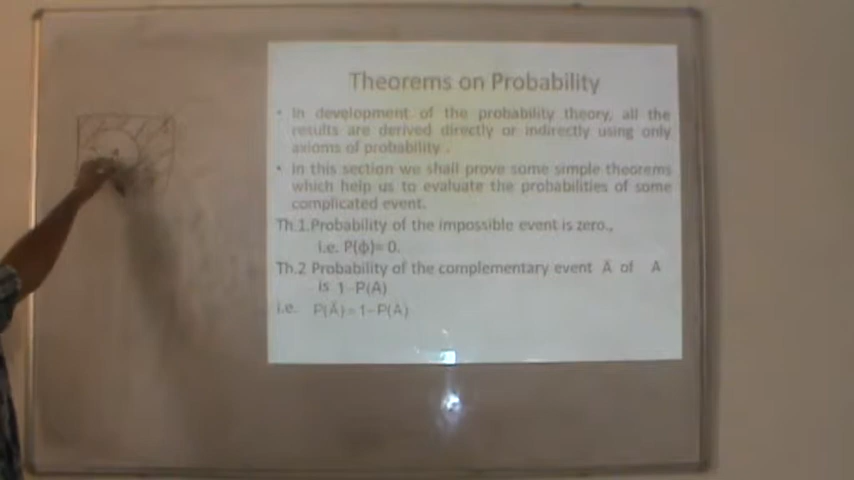 Theorems on Probability
• In development of the probability theory, all the
results are derived directly or indirectly using only
axioms of probability .
• In this section we shall prove some simple theorems
which help us to evaluate the probabilities of some
complicated event.
Th.1.Probability of the impossible event is zero.,
i.e. P(ϕ)= 0.
Th.2 Probability of the complementary event Ā of A
is 1-P(A)
i.e. P(Ā)=1-P(A)